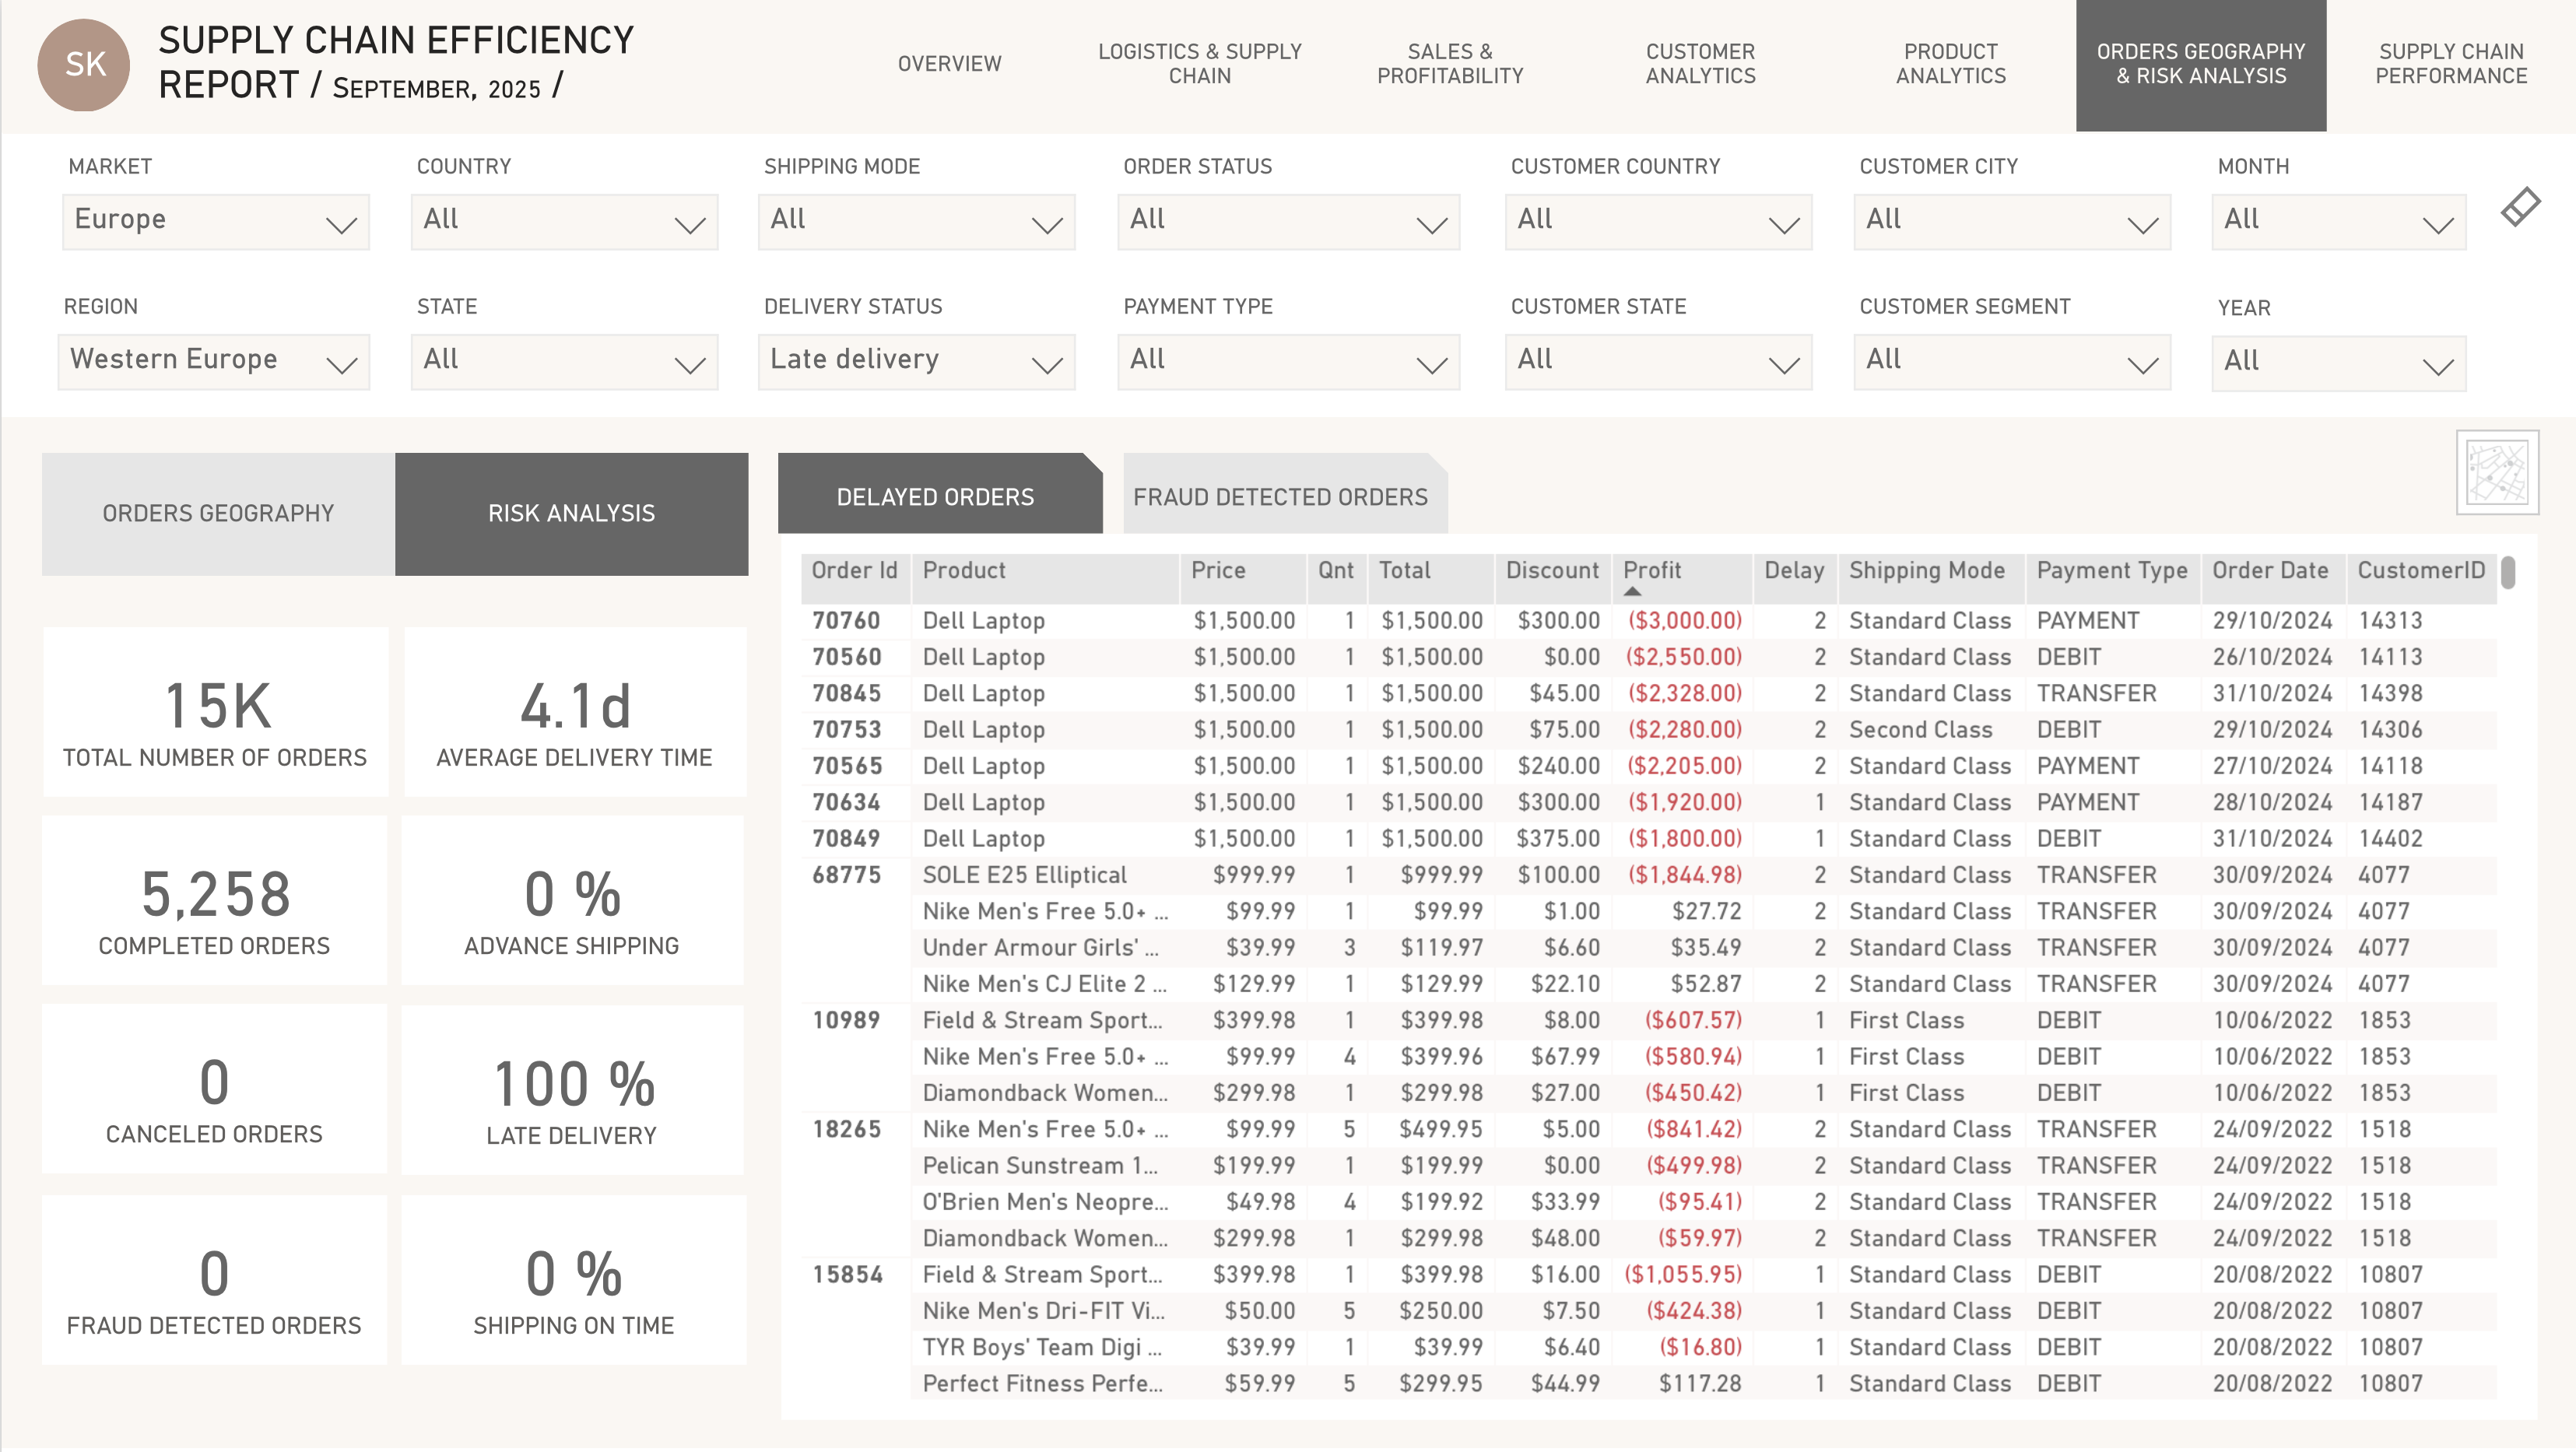 SK
SUPPLY CHAIN EFFICIENCY
REPORT / SEPTEMBER, 2025 /
OVERVIEW
LOGISTICS & SUPPLY
CHAIN
SALES &
PROFITABILITY
CUSTOMER
ANALYTICS
PRODUCT
ANALYTICS
ORDERS GEOGRAPHY
& RISK ANALYSIS
SUPPLY CHAIN
PERFORMANCE
MARKET COUNTRY SHIPPING MODE ORDER STATUS CUSTOMER COUNTRY CUSTOMER CITY MONTH
Europe All All All All All All
REGION STATE DELIVERY STATUS PAYMENT TYPE CUSTOMER STATE CUSTOMER SEGMENT YEAR
Western Europe All Late delivery All All All All
ORDERS GEOGRAPHY RISK ANALYSIS
15K
TOTAL NUMBER OF ORDERS
4.1d
AVERAGE DELIVERY TIME
5,258
COMPLETED ORDERS
0 %
ADVANCE SHIPPING
0
CANCELED ORDERS
100 %
LATE DELIVERY
0
FRAUD DETECTED ORDERS
0 %
SHIPPING ON TIME
DELAYED ORDERS FRAUD DETECTED ORDERS
Order Id Product Price Qnt Total Discount Profit Delay Shipping Mode Payment Type Order Date CustomerID
70760 Dell Laptop $1,500.00 1 $1,500.00 $300.00 ($3,000.00) 2 Standard Class PAYMENT 29/10/2024 14313
70560 Dell Laptop $1,500.00 1 $1,500.00 $0.00 ($2,550.00) 2 Standard Class DEBIT 26/10/2024 14113
70845 Dell Laptop $1,500.00 1 $1,500.00 $45.00 ($2,328.00) 2 Standard Class TRANSFER 31/10/2024 14398
70753 Dell Laptop $1,500.00 1 $1,500.00 $75.00 ($2,280.00) 2 Second Class DEBIT 29/10/2024 14306
70565 Dell Laptop $1,500.00 1 $1,500.00 $240.00 ($2,205.00) 2 Standard Class PAYMENT 27/10/2024 14118
70634 Dell Laptop $1,500.00 1 $1,500.00 $300.00 ($1,920.00) 1 Standard Class PAYMENT 28/10/2024 14187
70849 Dell Laptop $1,500.00 1 $1,500.00 $375.00 ($1,800.00) 1 Standard Class DEBIT 31/10/2024 14402
68775 SOLE E25 Elliptical $999.99 1 $999.99 $100.00 ($1,844.98) 2 Standard Class TRANSFER 30/09/2024 4077
Nike Men's Free 5.0+ ... $99.99 1 $99.99 $1.00 $27.72 2 Standard Class TRANSFER 30/09/2024 4077
Under Armour Girls' ... $39.99 3 $119.97 $6.60 $35.49 2 Standard Class TRANSFER 30/09/2024 4077
Nike Men's CJ Elite 2 ... $129.99 1 $129.99 $22.10 $52.87 2 Standard Class TRANSFER 30/09/2024 4077
10989 Field & Stream Sport... $399.98 1 $399.98 $8.00 ($607.57) 1 First Class DEBIT 10/06/2022 1853
Nike Men's Free 5.0+ ... $99.99 4 $399.96 $67.99 ($580.94) 1 First Class DEBIT 10/06/2022 1853
Diamondback Women... $299.98 1 $299.98 $27.00 ($450.42) 1 First Class DEBIT 10/06/2022 1853
18265 Nike Men's Free 5.0+ ... $99.99 5 $499.95 $5.00 ($841.42) 2 Standard Class TRANSFER 24/09/2022 1518
Pelican Sunstream 1... $199.99 1 $199.99 $0.00 ($499.98) 2 Standard Class TRANSFER 24/09/2022 1518
O'Brien Men's Neopre... $49.98 4 $199.92 $33.99 ($95.41) 2 Standard Class TRANSFER 24/09/2022 1518
Diamondback Women... $299.98 1 $299.98 $48.00 ($59.97) 2 Standard Class TRANSFER 24/09/2022 1518
15854 Field & Stream Sport... $399.98 1 $399.98 $16.00 ($1,055.95) 1 Standard Class DEBIT 20/08/2022 10807
Nike Men's Dri-FIT Vi... $50.00 5 $250.00 $7.50 ($424.38) 1 Standard Class DEBIT 20/08/2022 10807
TYR Boys' Team Digi ... $39.99 1 $39.99 $6.40 ($16.80) 1 Standard Class DEBIT 20/08/2022 10807
Perfect Fitness Perfe... $59.99 5 $299.95 $44.99 $117.28 1 Standard Class DEBIT 20/08/2022 10807